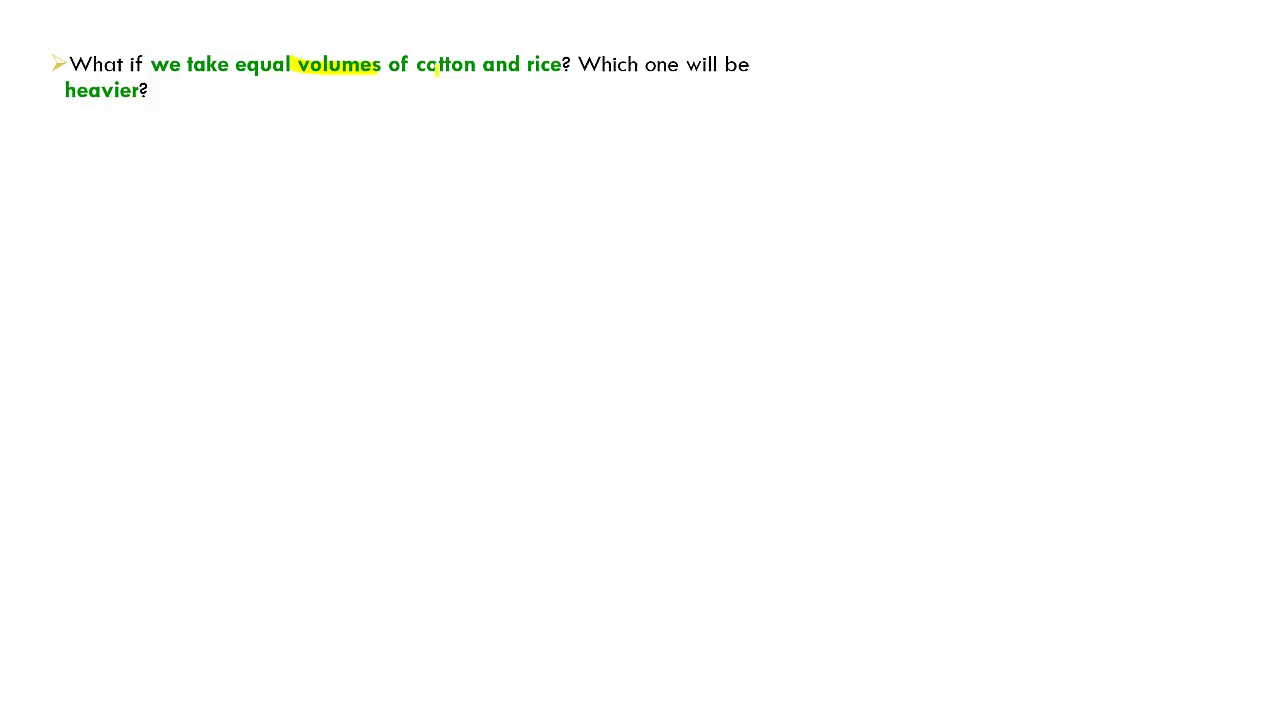 What if we take equal volumes of cotton and rice? Which one will be
heavier?